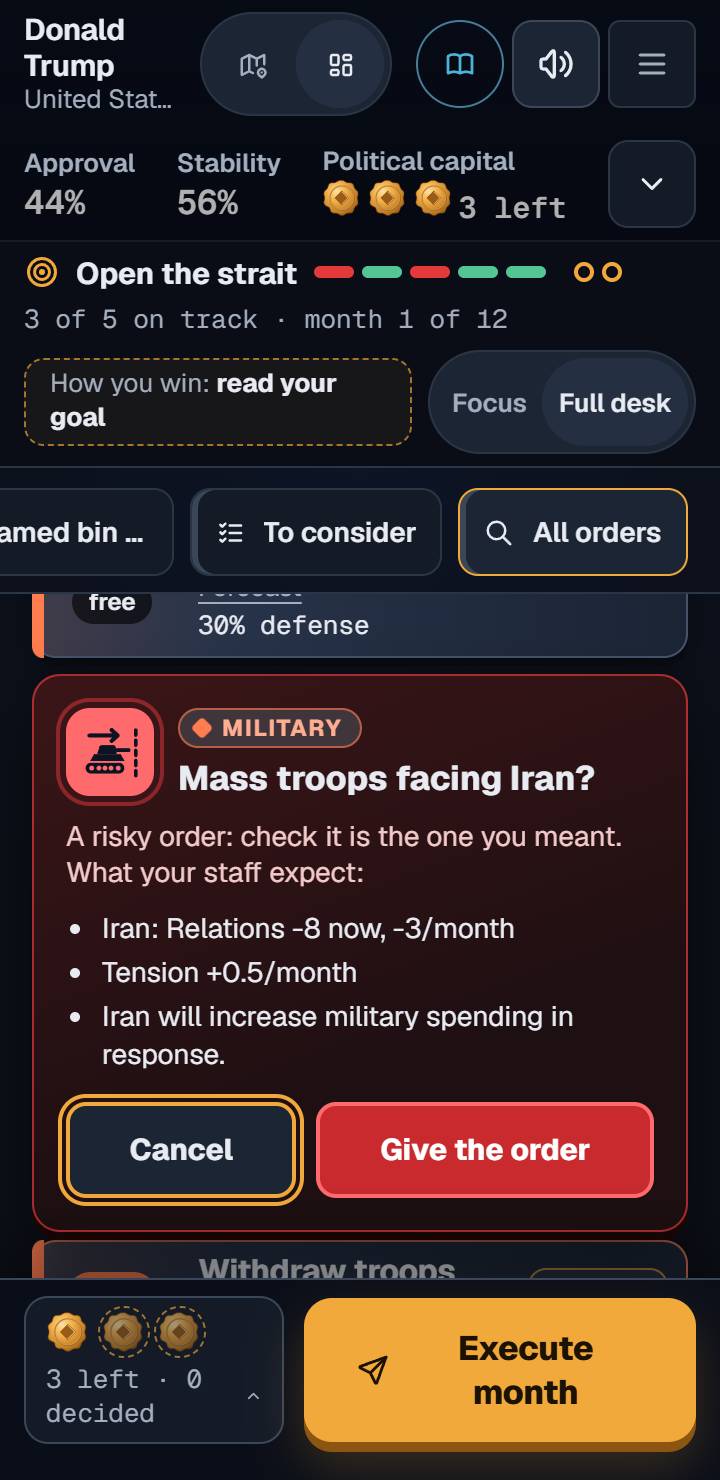 Donald
Trump
United Stat...
Approval
44%
Stability
56%
Political capital
3 left
Open the strait
3 of 5 on track · month 1 of 12
How you win: read your
goal
Focus
Full desk
amed bin ...
To consider
All orders
free
Forecast
30% defense
MILITARY
Mass troops facing Iran?
A risky order: check it is the one you meant.
What your staff expect:
• Iran: Relations -8 now, -3/month
• Tension +0.5/month
• Iran will increase military spending in
response.
Cancel
Give the order
Withdraw troops
3 left · 0
decided
Execute
month